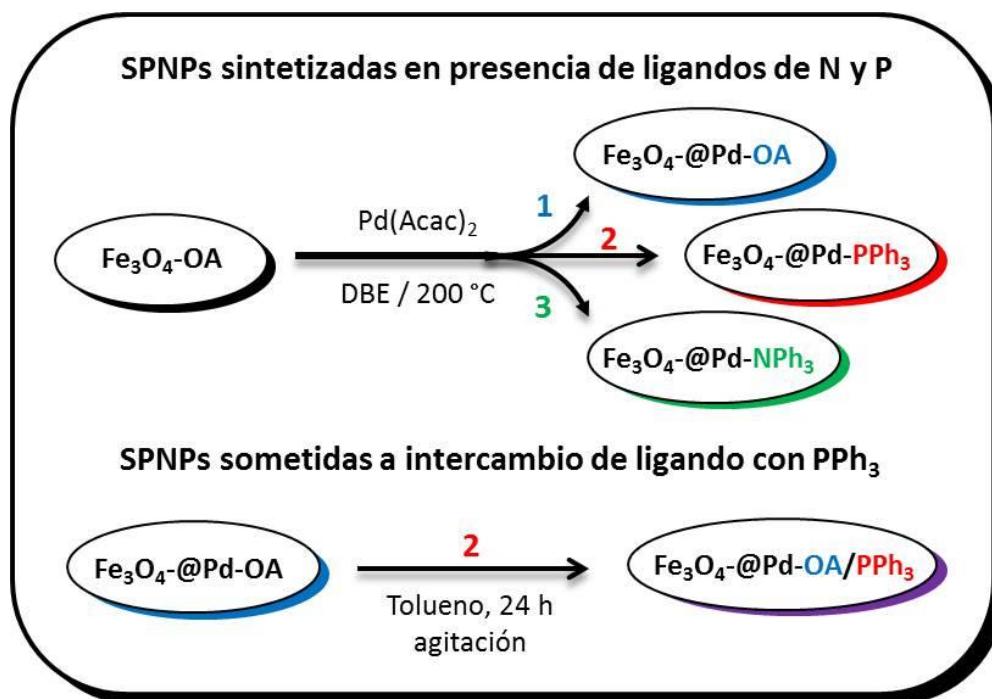 SPNPs sintetizadas en presencia de ligandos de N y P
Fe₃O₄-@Pd-OA
Pd(Acac)₂
1
2
Fe₃O₄-OA
Fe₃O₄-@Pd-PPh₃
DBE / 200 °C
3
Fe₃O₄-@Pd-NPh₃
SPNPs sometidas a intercambio de ligando con PPh₃
2
Fe₃O₄-@Pd-OA
Fe₃O₄-@Pd-OA/PPh₃
Tolueno, 24 h
agitación